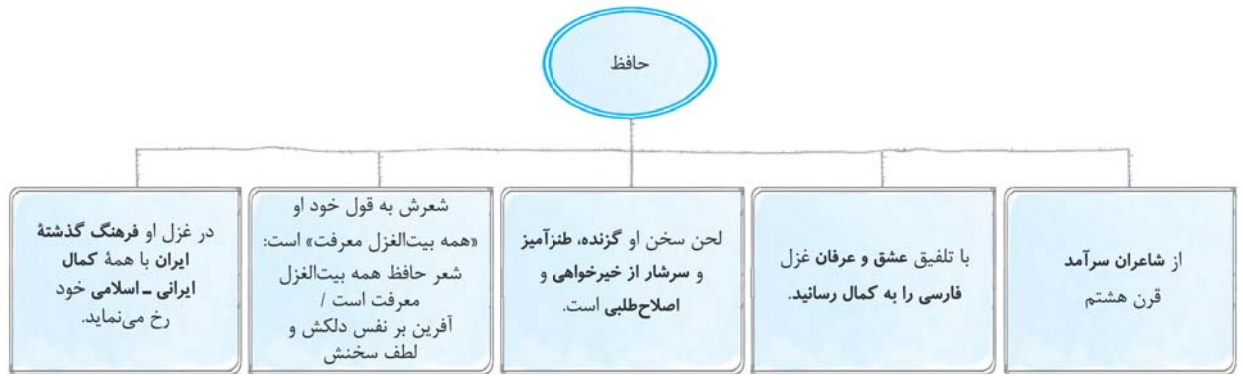 حافظ
از شاعران سرآمد
قرن هشتم
با تلفیق عشق و عرفان غزل
فارسی را به کمال رسانید.
لحن سخن او گزنده، طنزآمیز
و سرشار از خیرخواهی و
اصلاح‌طلبی است.
شعرش به قول خود او
«همه بیت‌الغزل معرفت» است:
شعر حافظ همه بیت‌الغزل
معرفت است /
آفرین بر نفس دلکش و
لطف سخنش
در غزل او فرهنگ گذشتهٔ
ایران با همهٔ کمال
ایرانی ـ اسلامی خود
رخ می‌نماید.